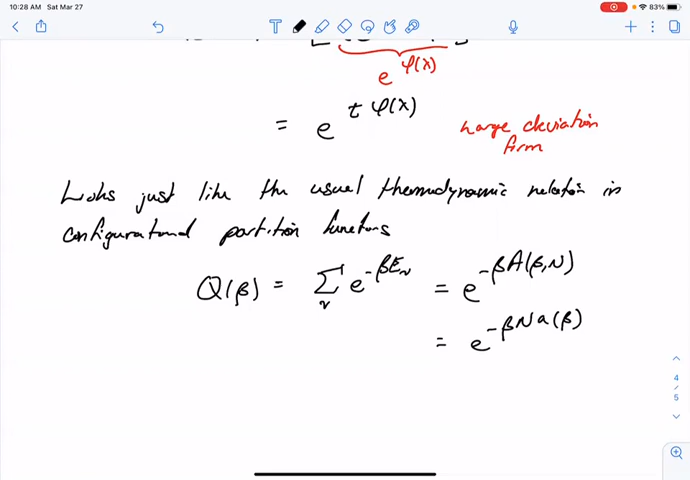 10:28 AM Sat Mar 27
83%
e^{φ(λ)}
= e^{t φ(λ)}
Large deviation
form
Looks just like the usual thermodynamic relation in
configurational partition functions
Q(β) = Σ_ν e^{-βE_ν} = e^{-βA(β,N)}
= e^{-βNa(β)}
4
5